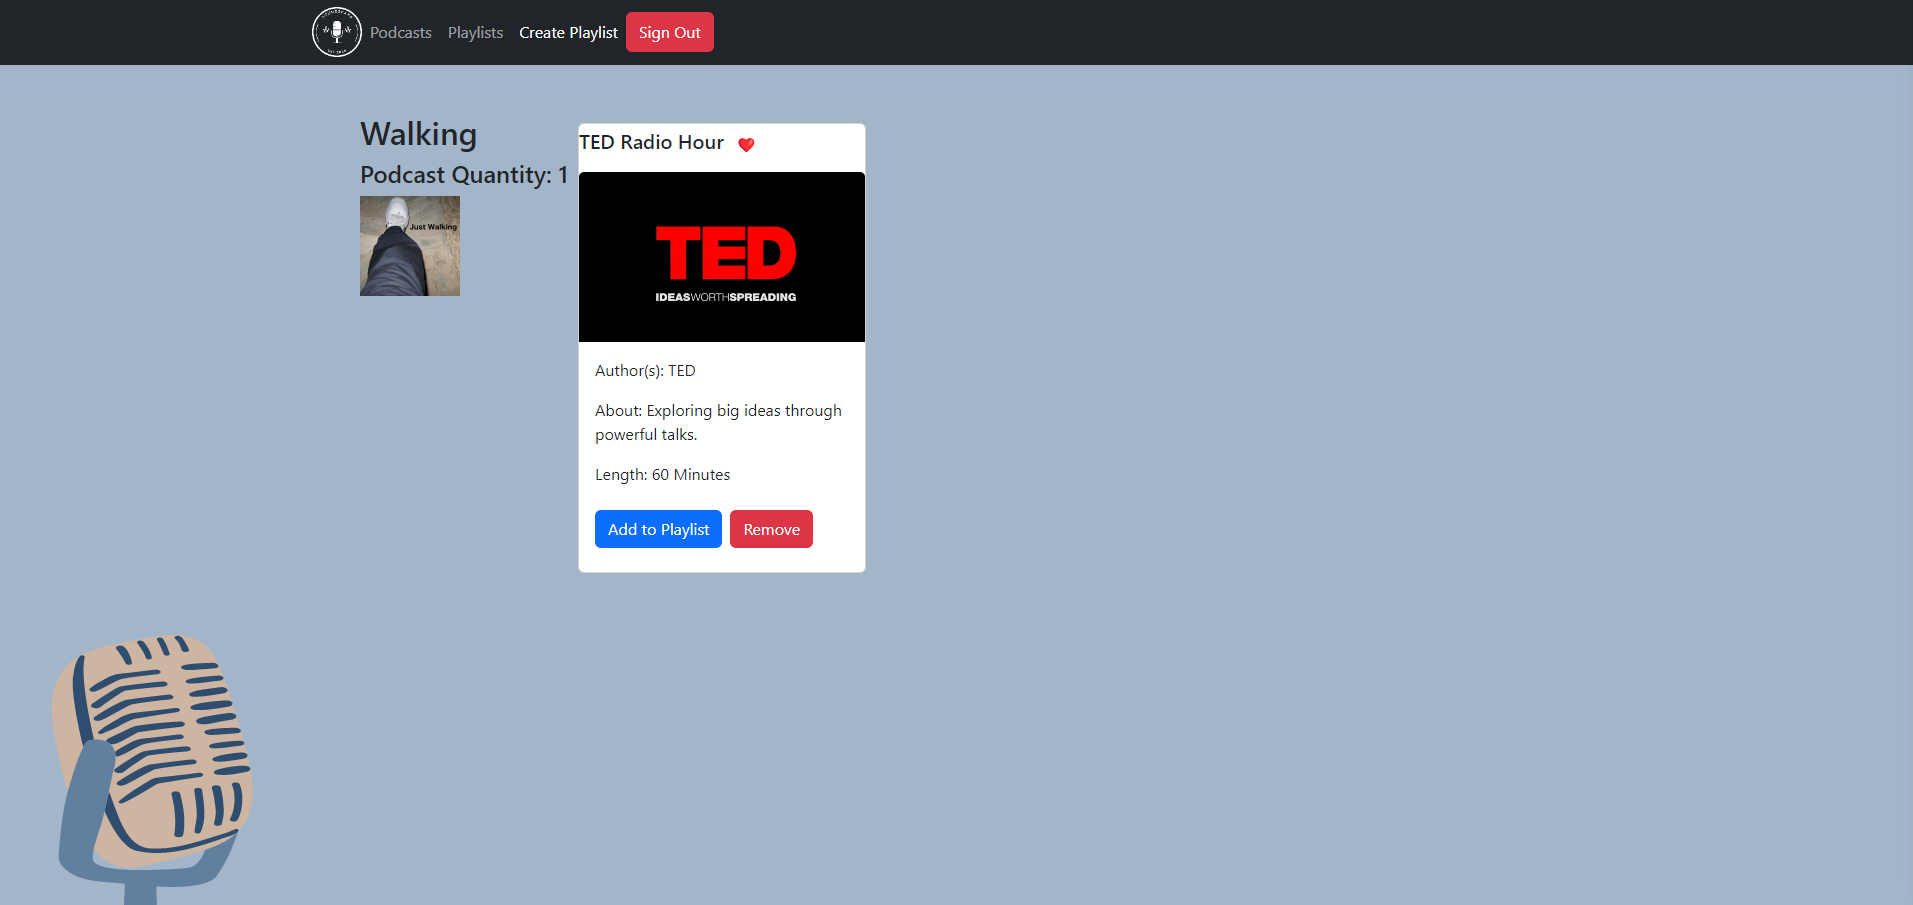 Podcasts
Playlists
Create Playlist
Sign Out
Walking
Podcast Quantity: 1
Just Walking
TED Radio Hour
TED
IDEASWORTHSPREADING
Author(s): TED
About: Exploring big ideas through
powerful talks.
Length: 60 Minutes
Add to Playlist
Remove